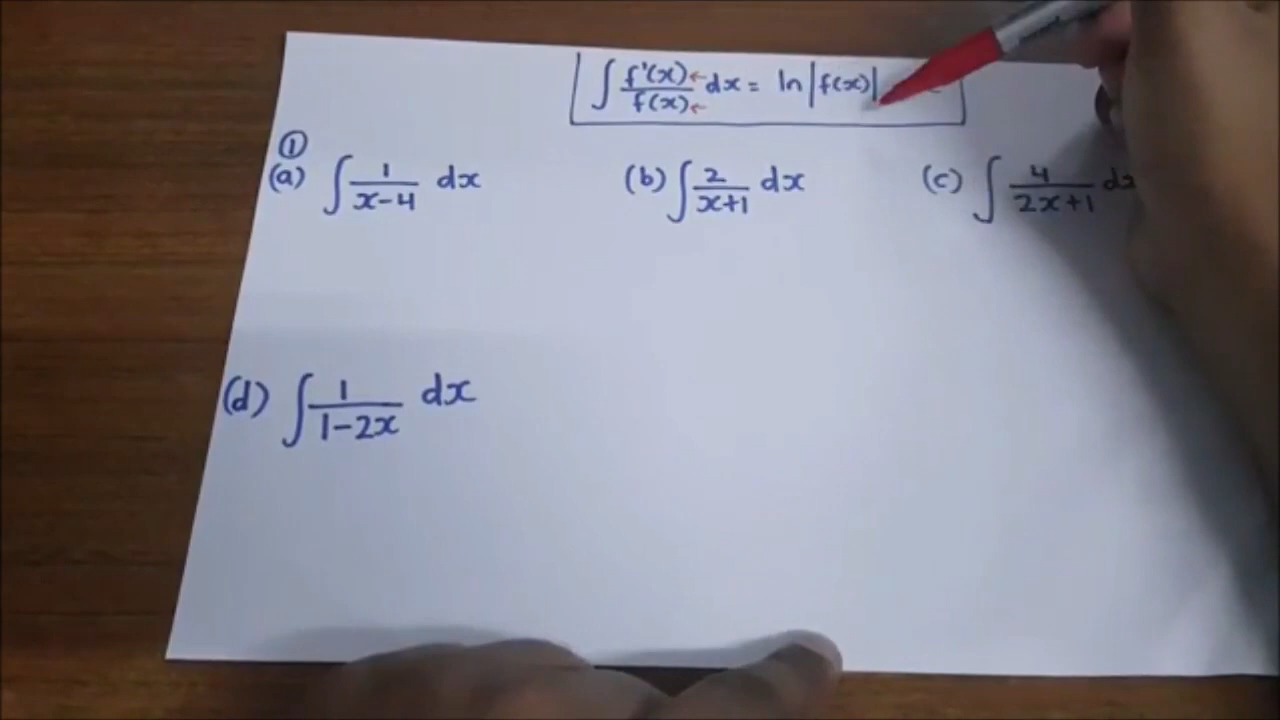 ∫ f'(x)/f(x) dx = ln|f(x)|
①
(a) ∫ 1/(x-4) dx (b) ∫ 2/(x+1) dx (c) ∫ 4/(2x+1)
(d) ∫ 1/(1-2x) dx